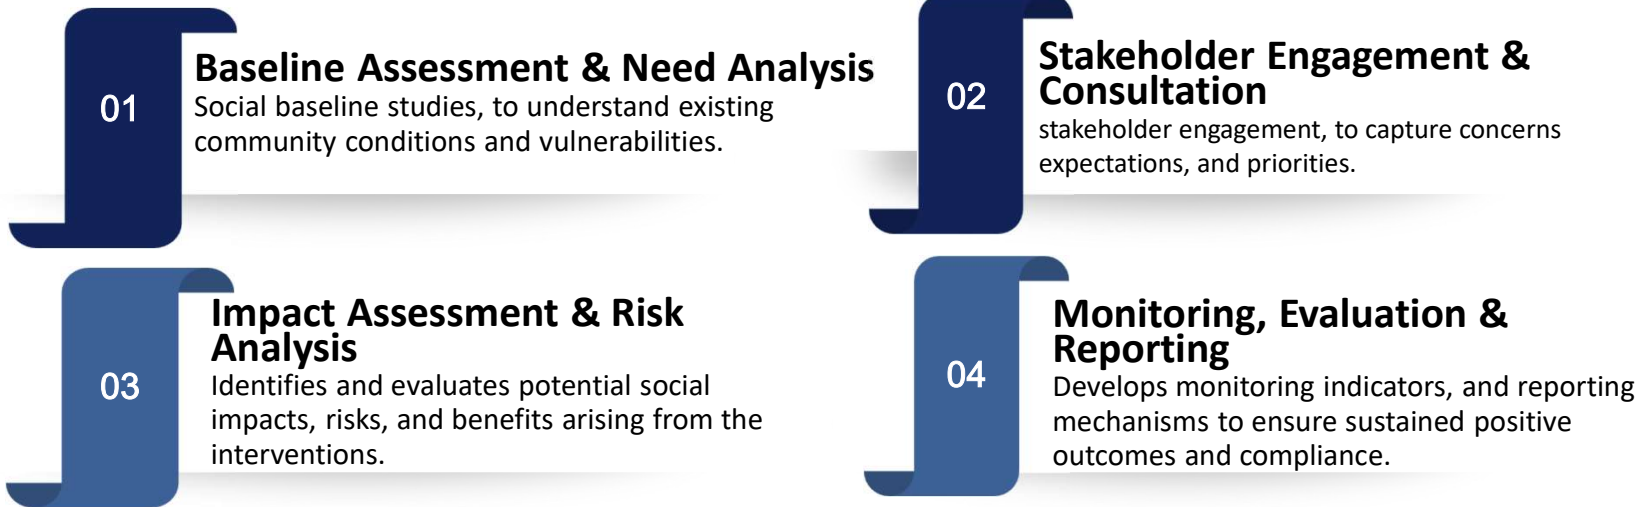 01
Baseline Assessment & Need Analysis
Social baseline studies, to understand existing
community conditions and vulnerabilities.
02
Stakeholder Engagement &
Consultation
stakeholder engagement, to capture concerns
expectations, and priorities.
03
Impact Assessment & Risk
Analysis
Identifies and evaluates potential social
impacts, risks, and benefits arising from the
interventions.
04
Monitoring, Evaluation &
Reporting
Develops monitoring indicators, and reporting
mechanisms to ensure sustained positive
outcomes and compliance.